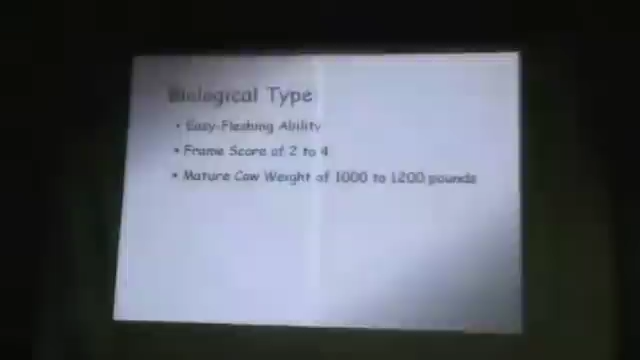 Biological Type
• Easy-Fleshing Ability
• Frame Score of 2 to 4
• Mature Cow Weight of 1000 to 1200 pounds